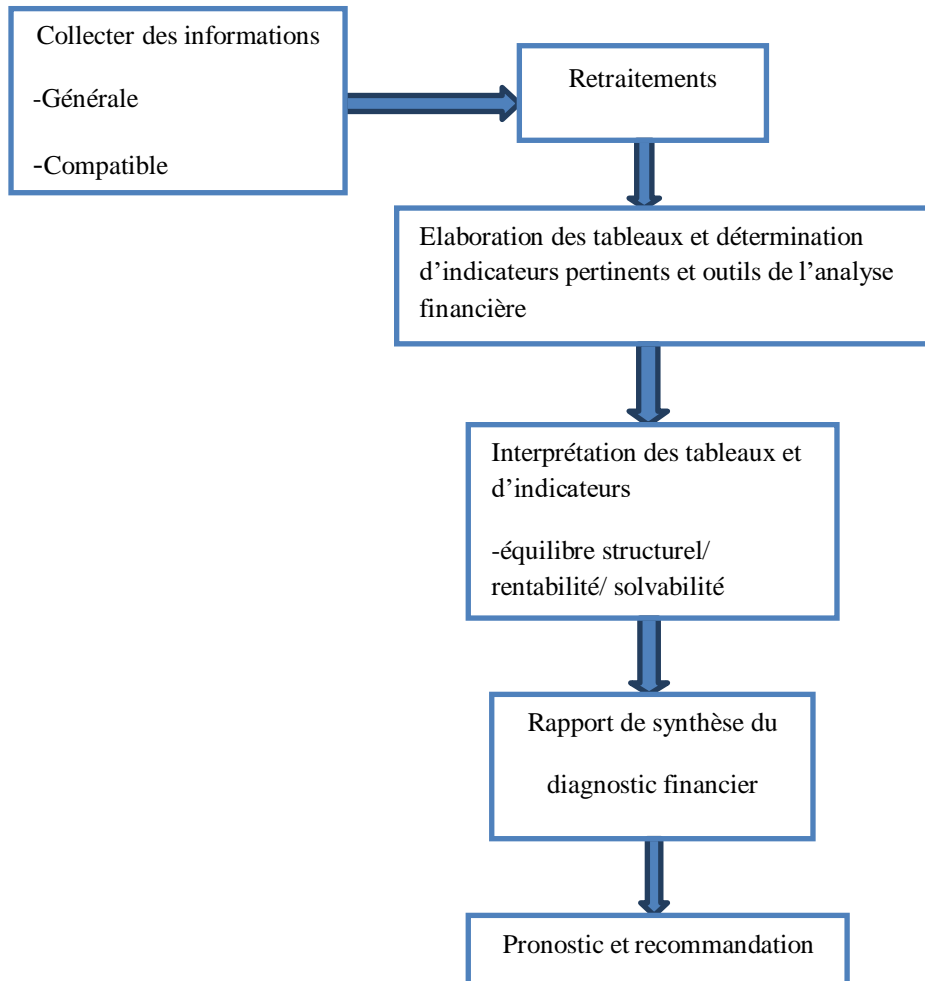 Collecter des informations
-Générale
-Compatible
Retraitements
Elaboration des tableaux et détermination
d’indicateurs pertinents et outils de l’analyse
financière
Interprétation des tableaux et
d’indicateurs
-équilibre structurel/
rentabilité/ solvabilité
Rapport de synthèse du
diagnostic financier
Pronostic et recommandation